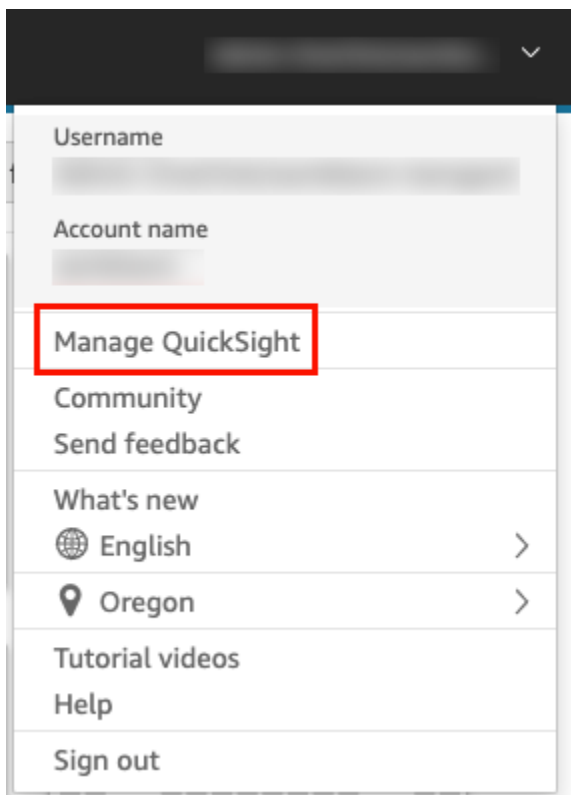 Username
Account name
Manage QuickSight
Community
Send feedback
What's new
English
Oregon
Tutorial videos
Help
Sign out